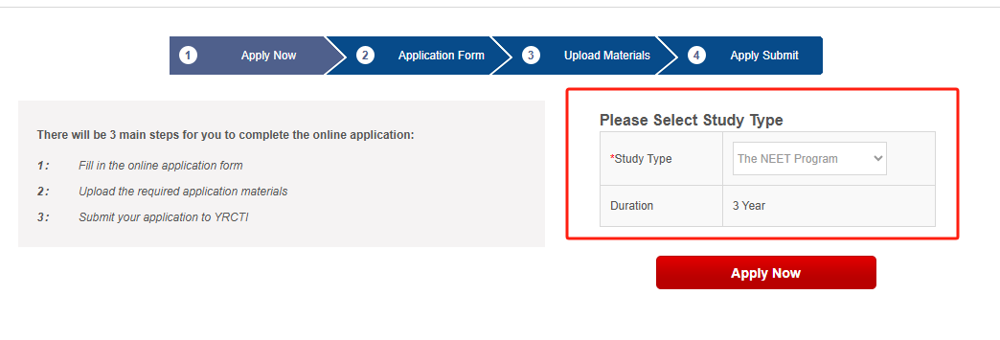 1 Apply Now 2 Application Form 3 Upload Materials 4 Apply Submit
There will be 3 main steps for you to complete the online application:
1: Fill in the online application form
2: Upload the required application materials
3: Submit your application to YRCTI
Please Select Study Type
*Study Type The NEET Program
Duration 3 Year
Apply Now